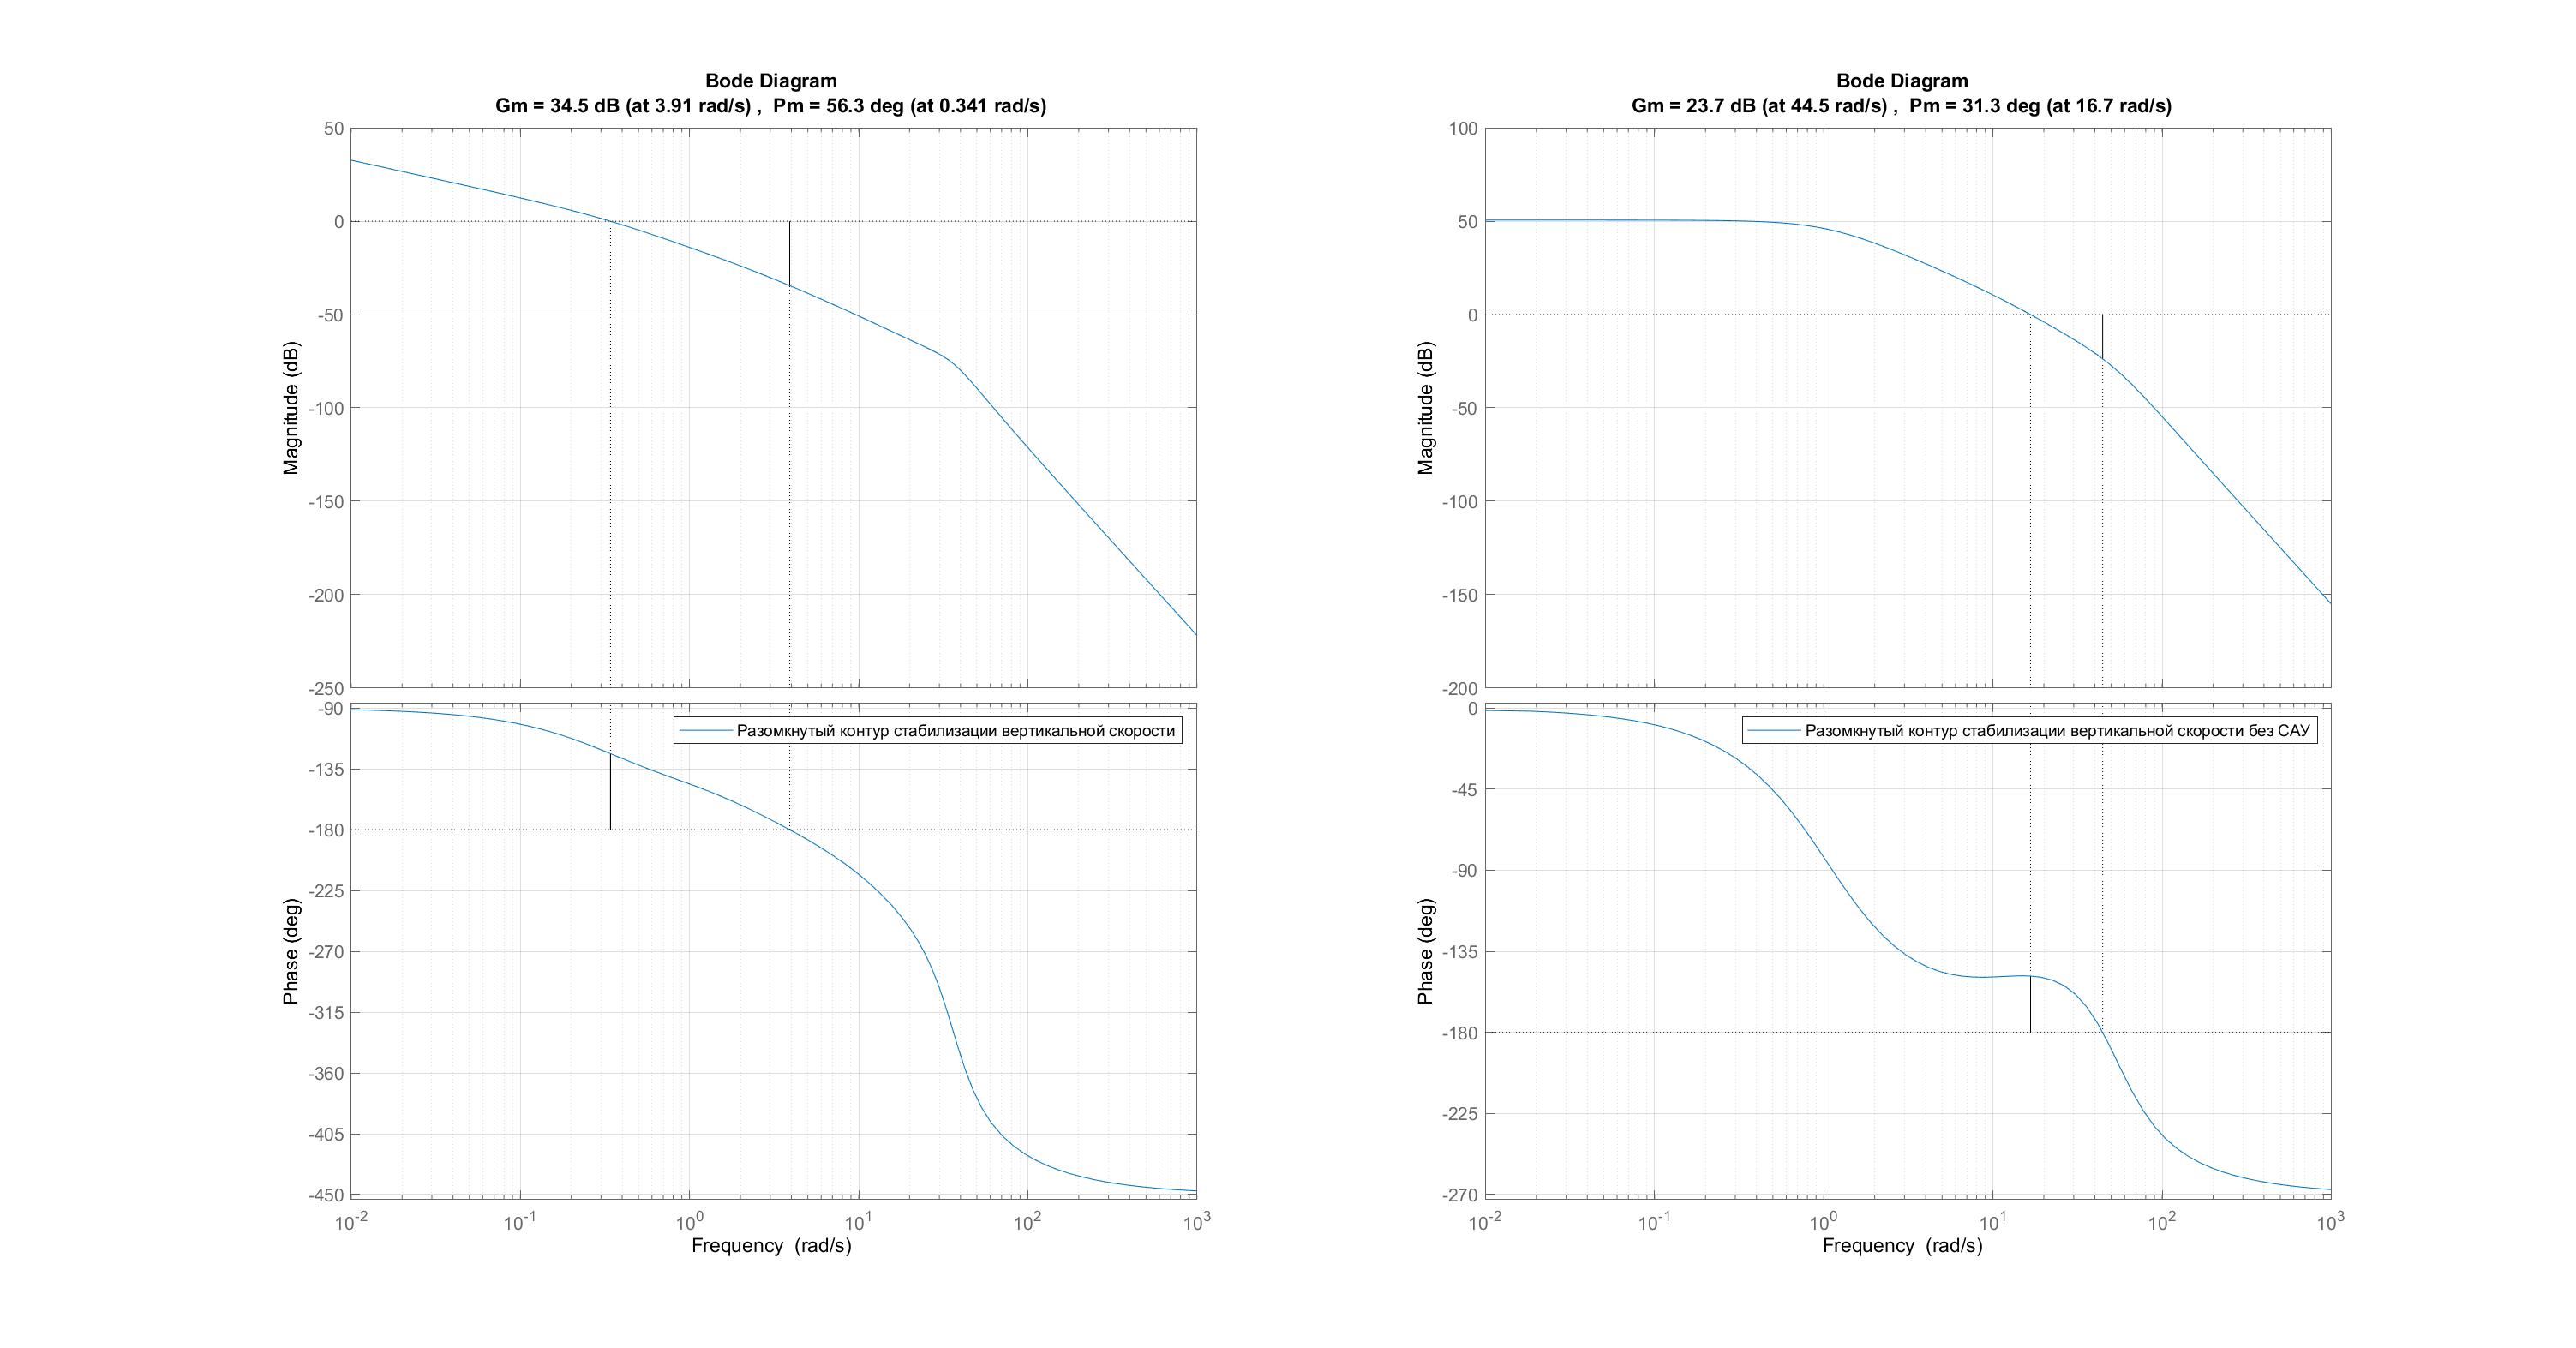 Bode Diagram
Gm = 34.5 dB (at 3.91 rad/s) ,  Pm = 56.3 deg (at 0.341 rad/s)
50
0
-50
-100
-150
-200
-250
Magnitude (dB)
-90
-135
-180
-225
-270
-315
-360
-405
-450
Phase (deg)
Разомкнутый контур стабилизации вертикальной скорости
10^-2 10^-1 10^0 10^1 10^2 10^3
Frequency  (rad/s)
Bode Diagram
Gm = 23.7 dB (at 44.5 rad/s) ,  Pm = 31.3 deg (at 16.7 rad/s)
100
50
0
-50
-100
-150
-200
Magnitude (dB)
0
-45
-90
-135
-180
-225
-270
Phase (deg)
Разомкнутый контур стабилизации вертикальной скорости без САУ
10^-2 10^-1 10^0 10^1 10^2 10^3
Frequency  (rad/s)